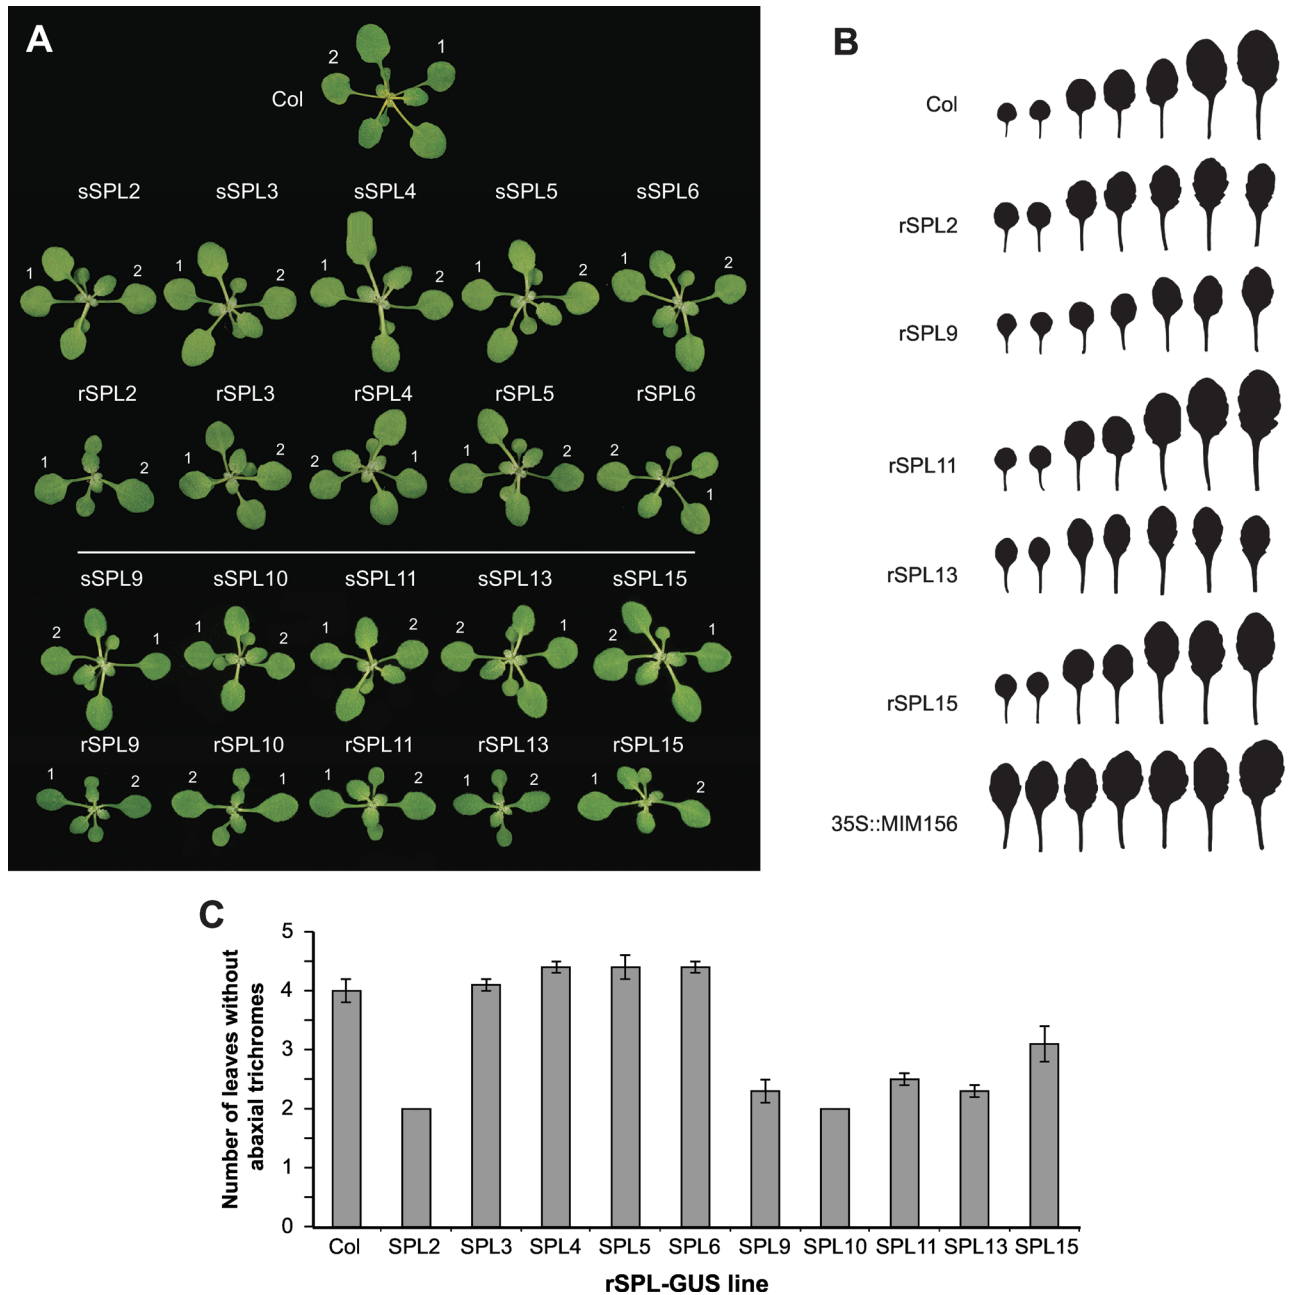 A
2 1
Col
sSPL2 sSPL3 sSPL4 sSPL5 sSPL6
1 2 1 2 1 2 1 2 1 2
rSPL2 rSPL3 rSPL4 rSPL5 rSPL6
1 2 1 2 2 1 1 2 2 1
sSPL9 sSPL10 sSPL11 sSPL13 sSPL15
2 1 1 2 1 2 2 1 2 1
rSPL9 rSPL10 rSPL11 rSPL13 rSPL15
1 2 2 1 1 2 1 2 1 2
B
Col
rSPL2
rSPL9
rSPL11
rSPL13
rSPL15
35S::MIM156
C
Number of leaves without
abaxial trichromes
5
4
3
2
1
0
Col SPL2 SPL3 SPL4 SPL5 SPL6 SPL9 SPL10 SPL11 SPL13 SPL15
rSPL-GUS line